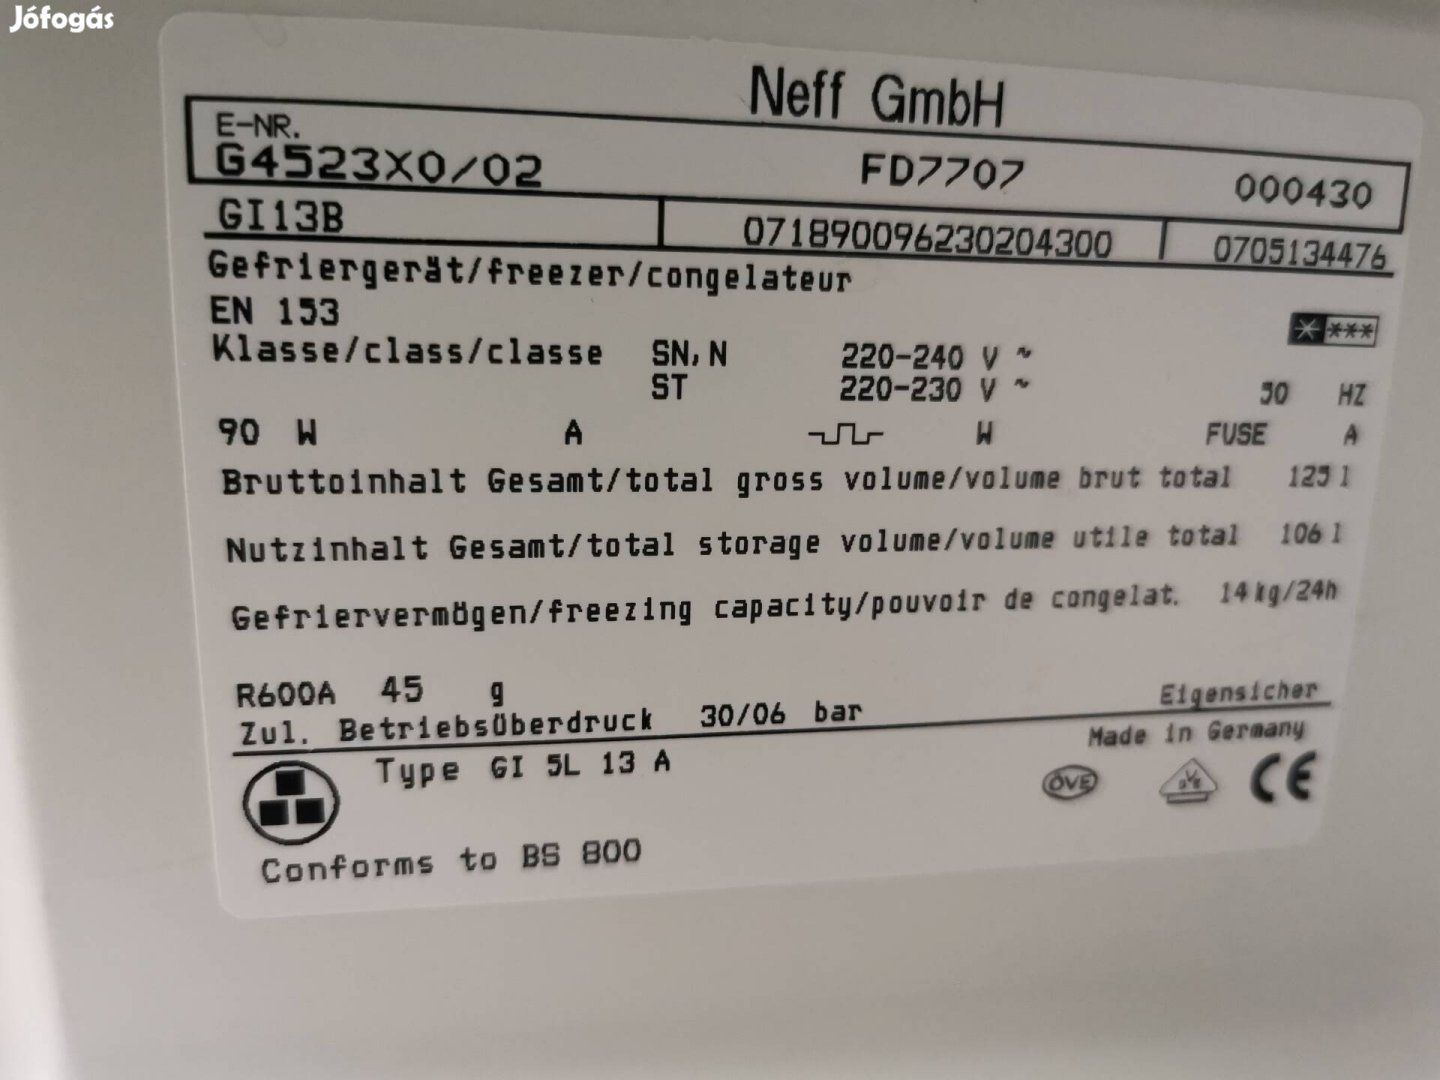 Jófogás
Neff GmbH
E-NR.
G4523X0/02 FD7707 000430
GI13B 071890096230204300 0705134476
Gefriergerät/freezer/congelateur
EN 153
Klasse/class/classe SN,N 220-240 V ~
ST 220-230 V ~ 50 HZ
90 W A W FUSE A
Bruttoinhalt Gesamt/total gross volume/volume brut total 125 l
Nutzinhalt Gesamt/total storage volume/volume utile total 106 l
Gefriervermögen/freezing capacity/pouvoir de congelat. 14 kg/24h
R600A 45 g Eigensicher
Zul. Betriebsüberdruck 30/06 bar
Made in Germany
Type GI 5L 13 A
ÖVE VDE CE
Conforms to BS 800